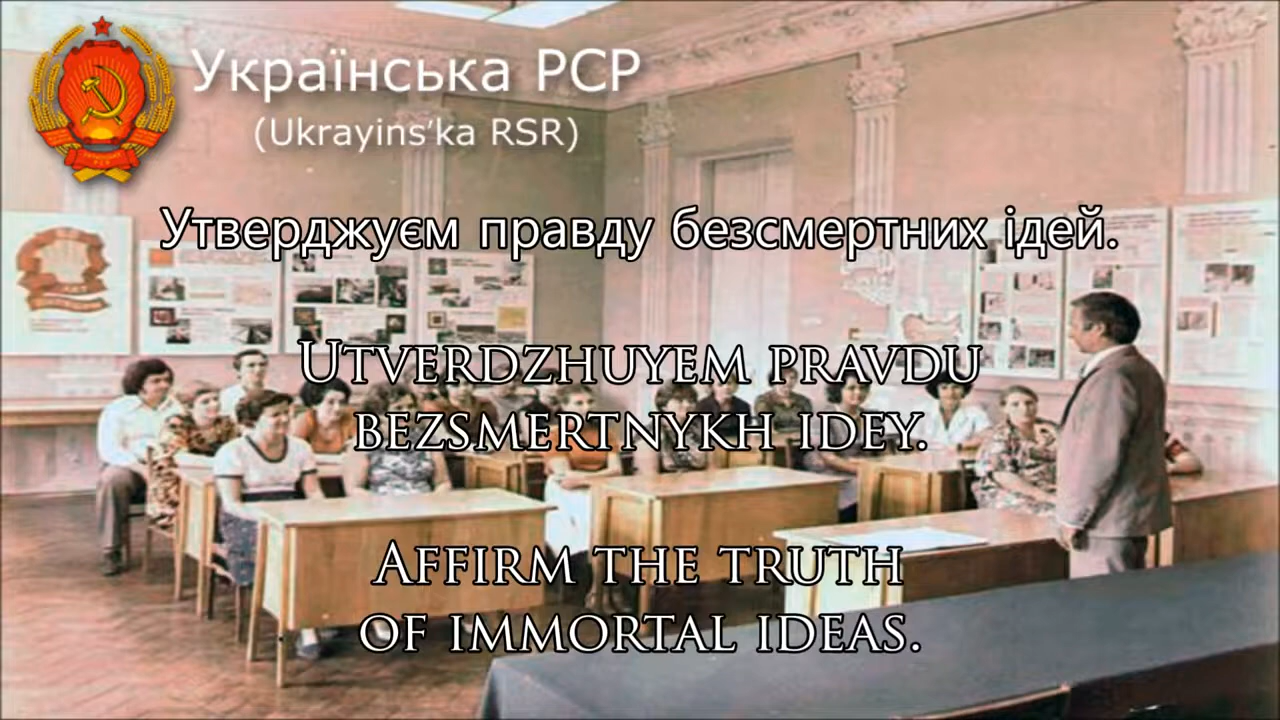 Українська РСР
(Ukrayins’ka RSR)
Утверджуєм правду безсмертних ідей.
Utverdzhuyem pravdu
bezsmertnykh idey.
Affirm the truth
of immortal ideas.